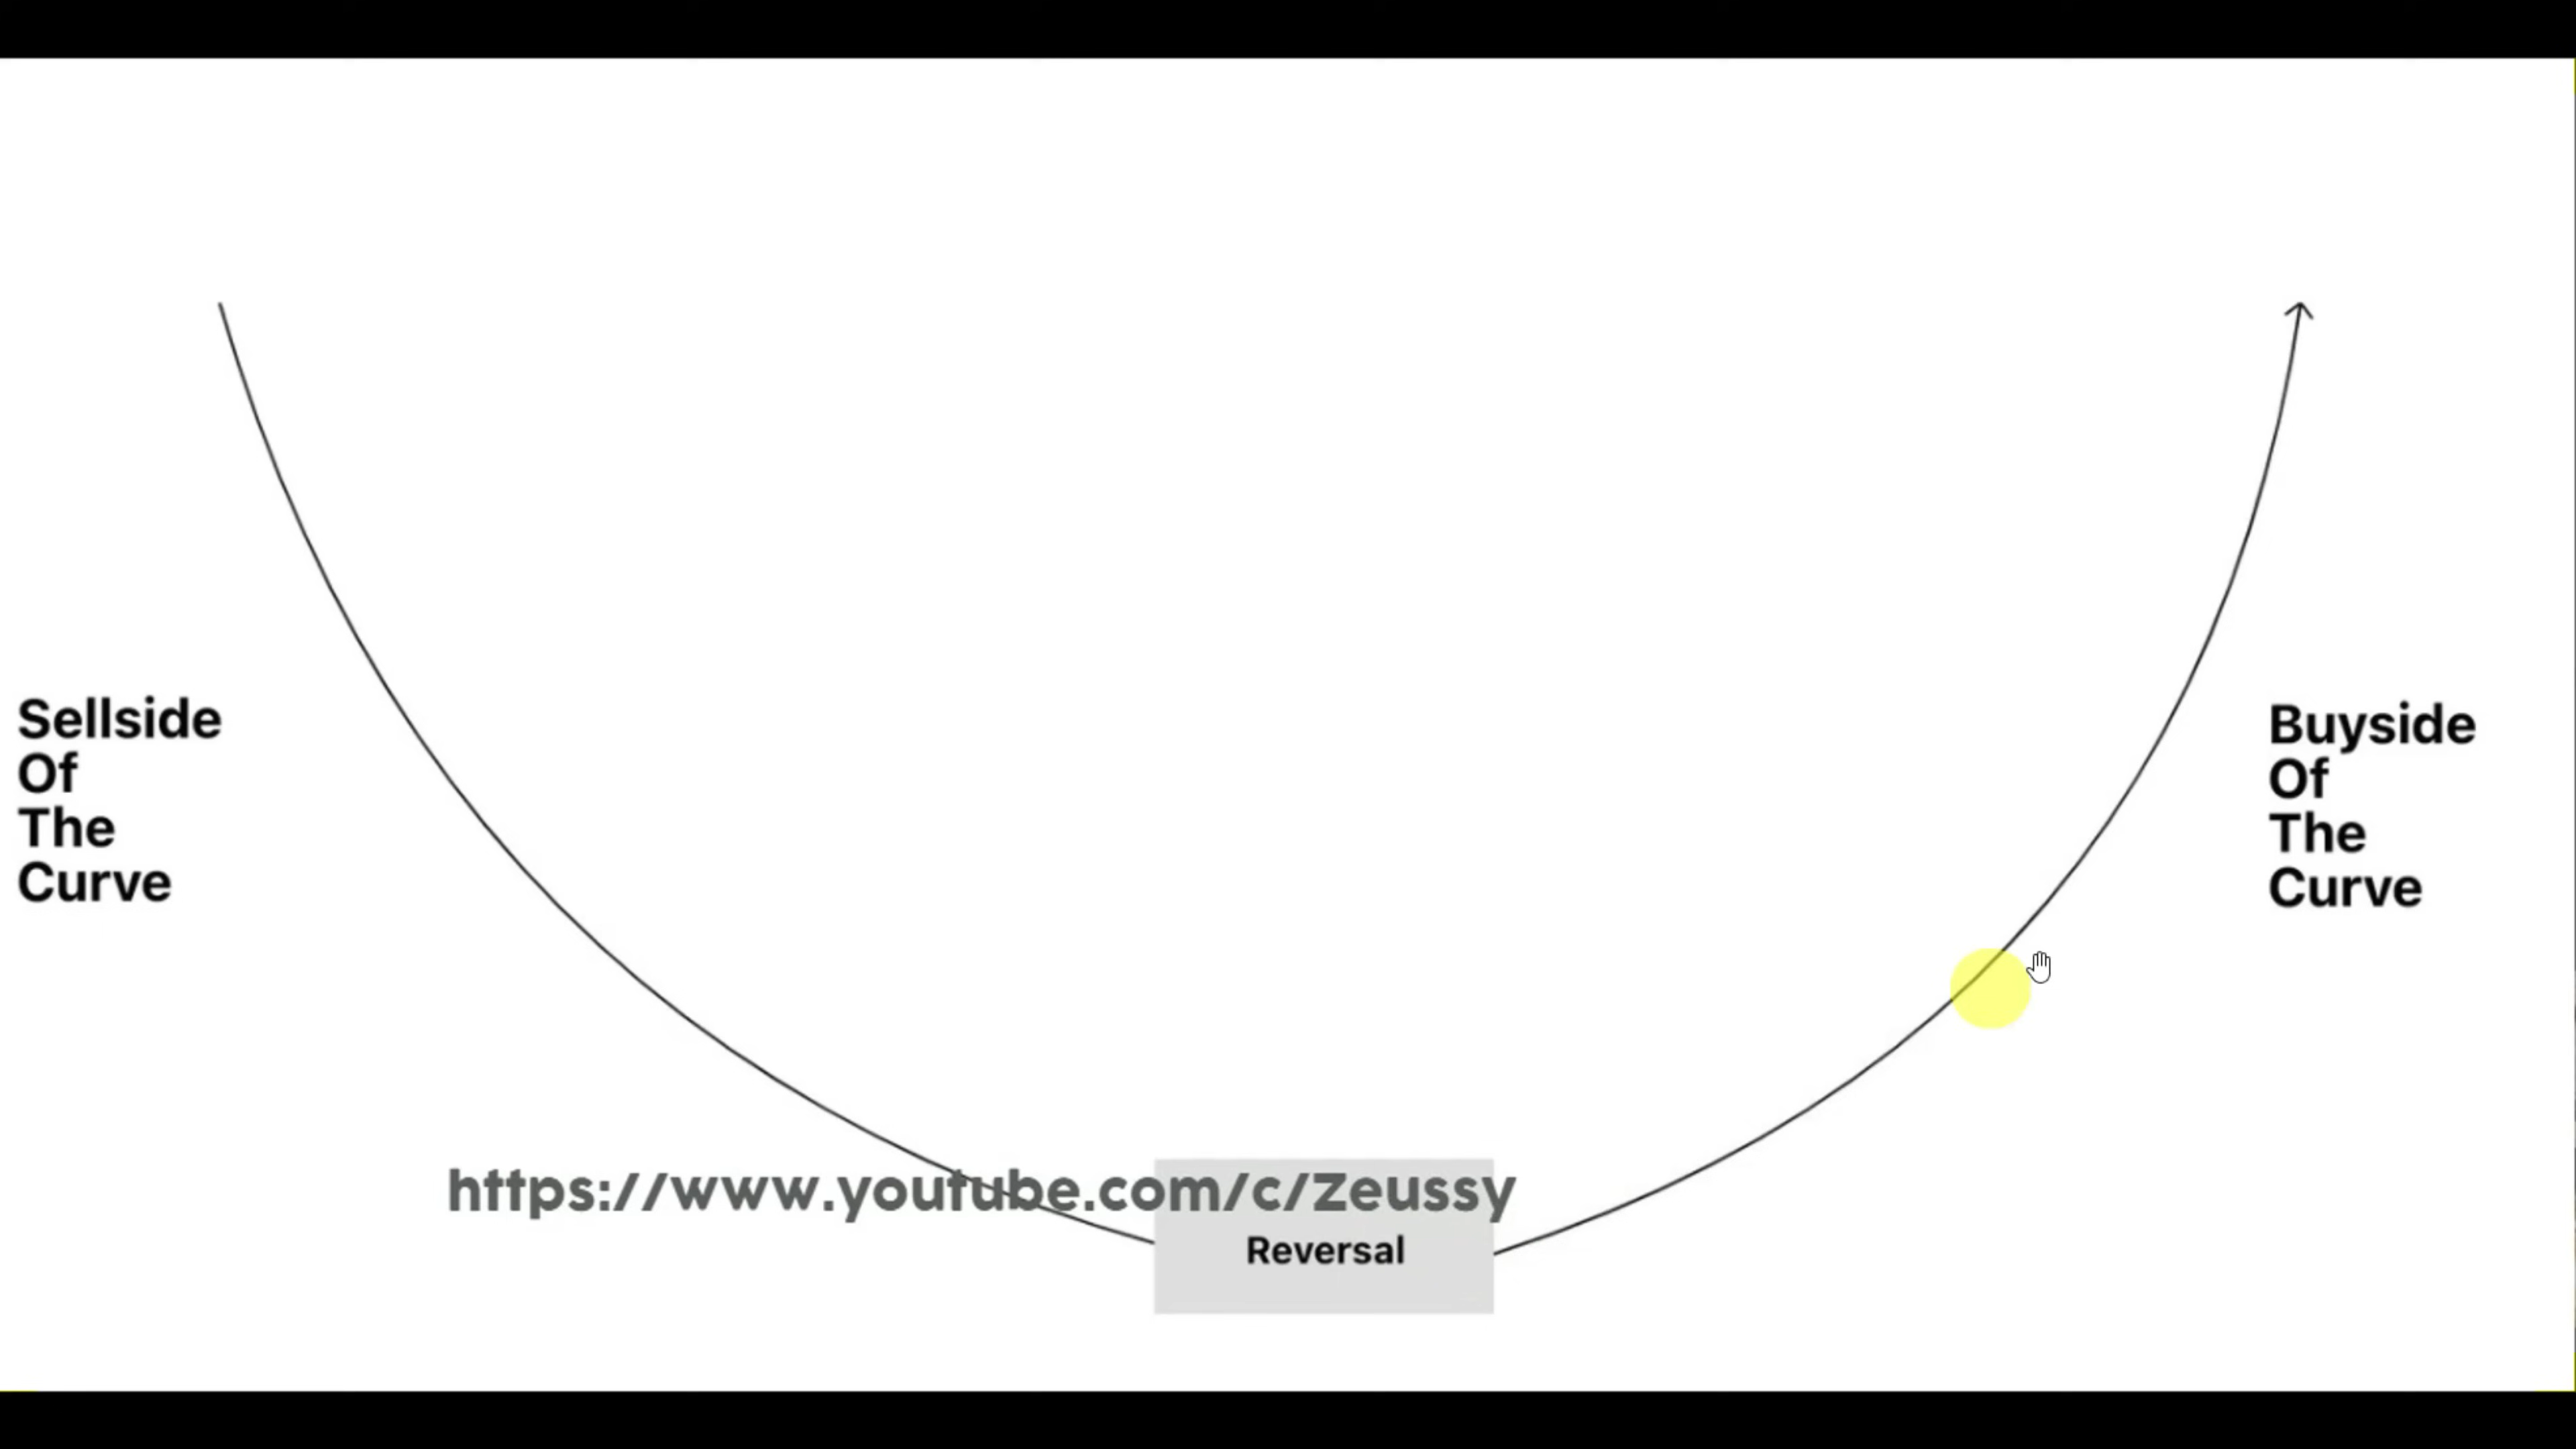 Sellside
Of
The
Curve
Buyside
Of
The
Curve
https://www.youtube.com/c/Zeussy
Reversal